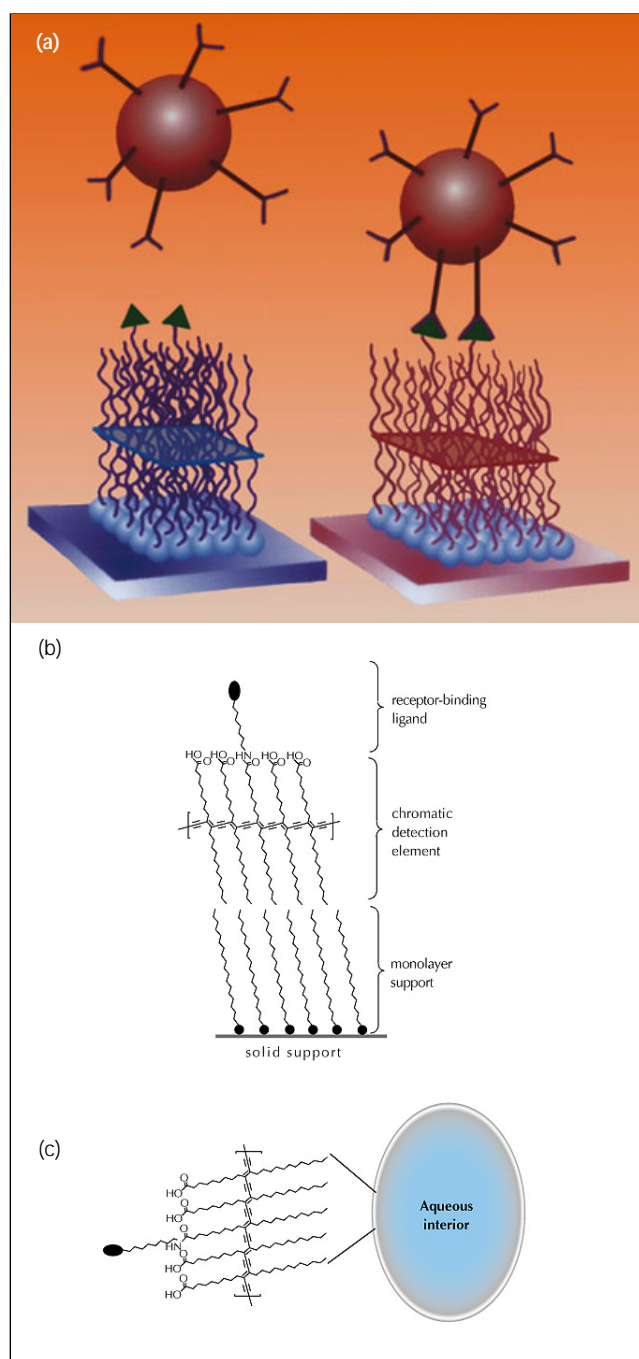 (a)
(b)
receptor-binding
ligand
HO O HO O HN O HO O HO O
chromatic
detection
element
monolayer
support
solid support
(c)
O
HO
O
HO
O
HN
O
HO
O
HO
Aqueous
interior